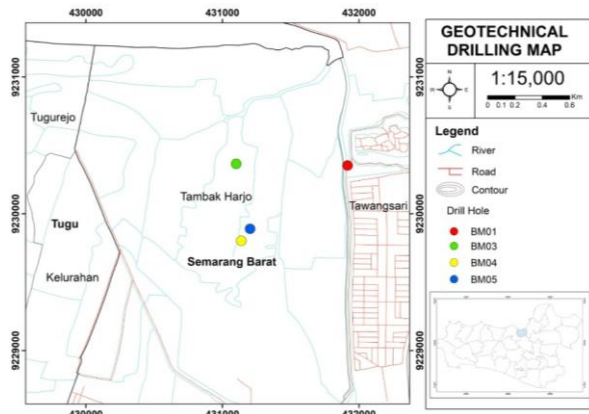 430000
431000
432000
9231000
9230000
9229000
Tugurejo
Tambak Harjo
Tawangsari
Tugu
Semarang Barat
Kelurahan
9231000
9230000
9229000
430000
431000
432000
GEOTECHNICAL
DRILLING MAP
N
W
E
S
1:15,000
0 0.1 0.2 0.4 0.6
Km
Legend
River
Road
Contour
Drill Hole
BM01
BM03
BM04
BM05